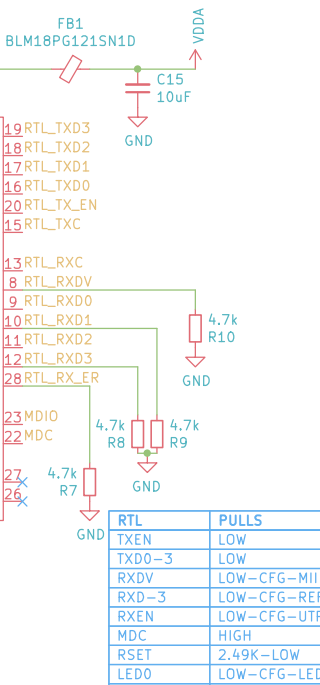 FB1
BLM18PG121SN1D
VDDA
C15
10uF
GND
19 RTL_TXD3
18 RTL_TXD2
17 RTL_TXD1
16 RTL_TXD0
20 RTL_TX_EN
15 RTL_TXC
13 RTL_RXC
8 RTL_RXDV
9 RTL_RXD0
10 RTL_RXD1
11 RTL_RXD2
12 RTL_RXD3
28 RTL_RX_ER
4.7k
R10
GND
23 MDIO
22 MDC
4.7k
R8
4.7k
R9
GND
27
26
4.7k
R7
GND
RTL PULLS
TXEN LOW
TXD0-3 LOW
RXDV LOW-CFG-MII
RXD-3 LOW-CFG-REF
RXEN LOW-CFG-UTP
MDC HIGH
RSET 2.49K-LOW
LED0 LOW-CFG-LED